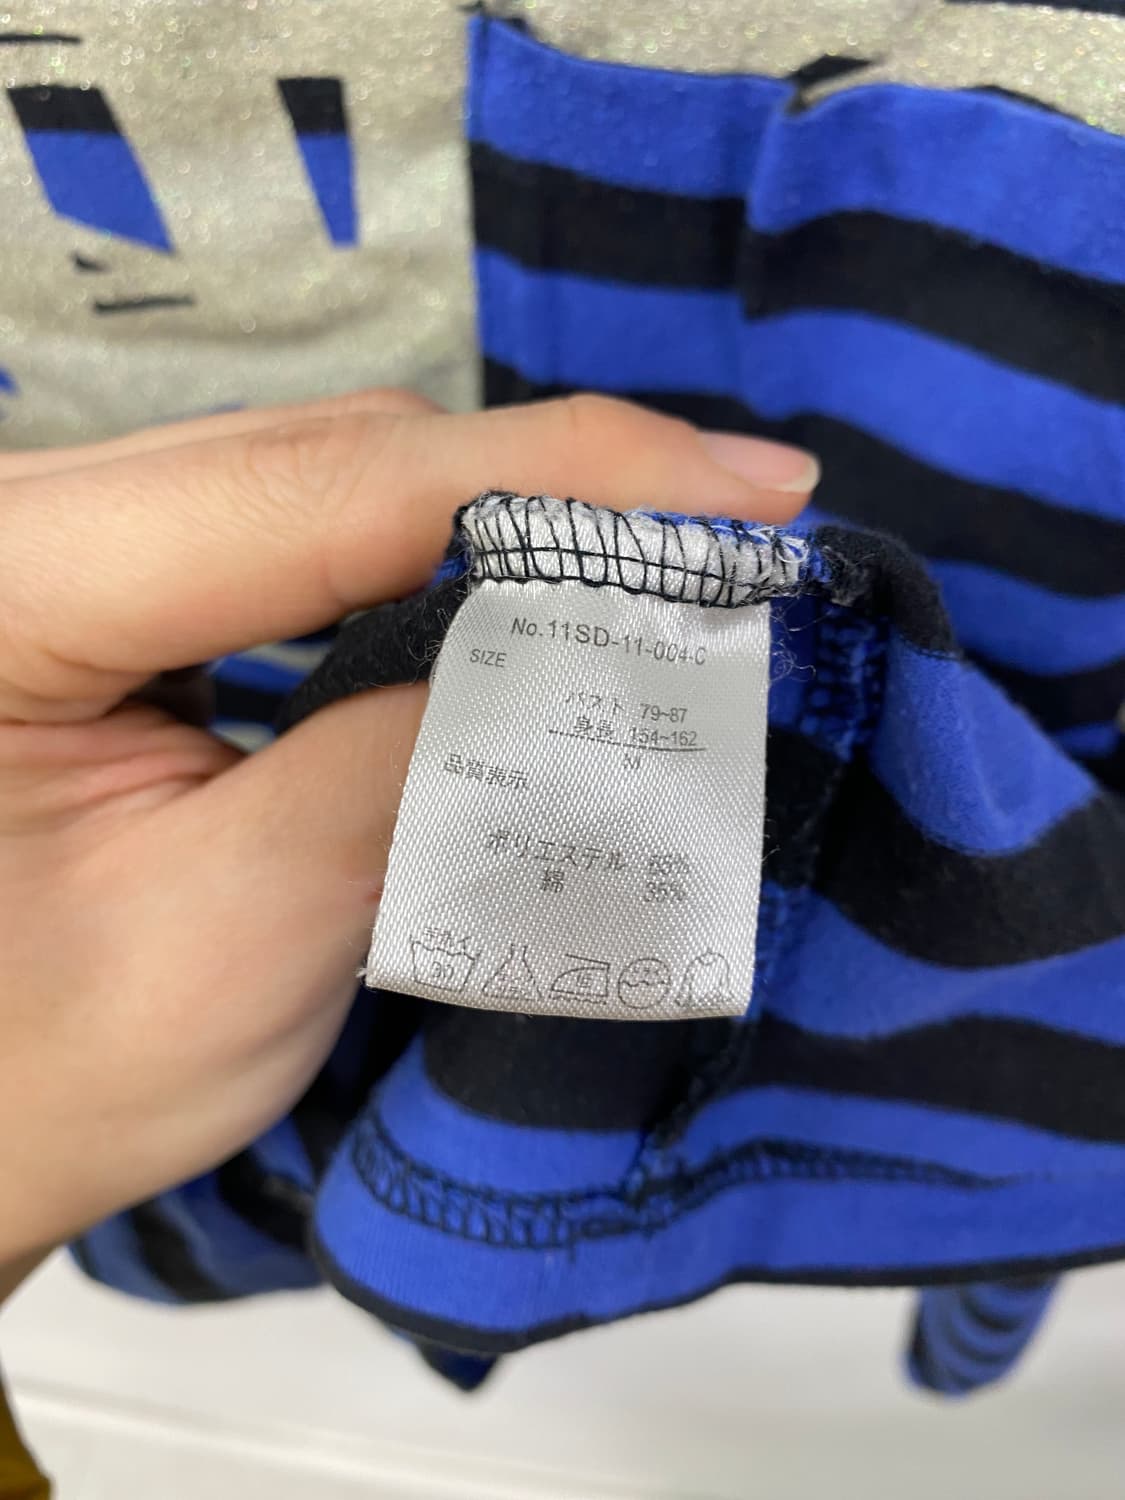 No.11SD-11-004-C
SIZE
バスト 79~87
身長 154~162
M
品質表示
ポリエステル 65%
綿 35%
30